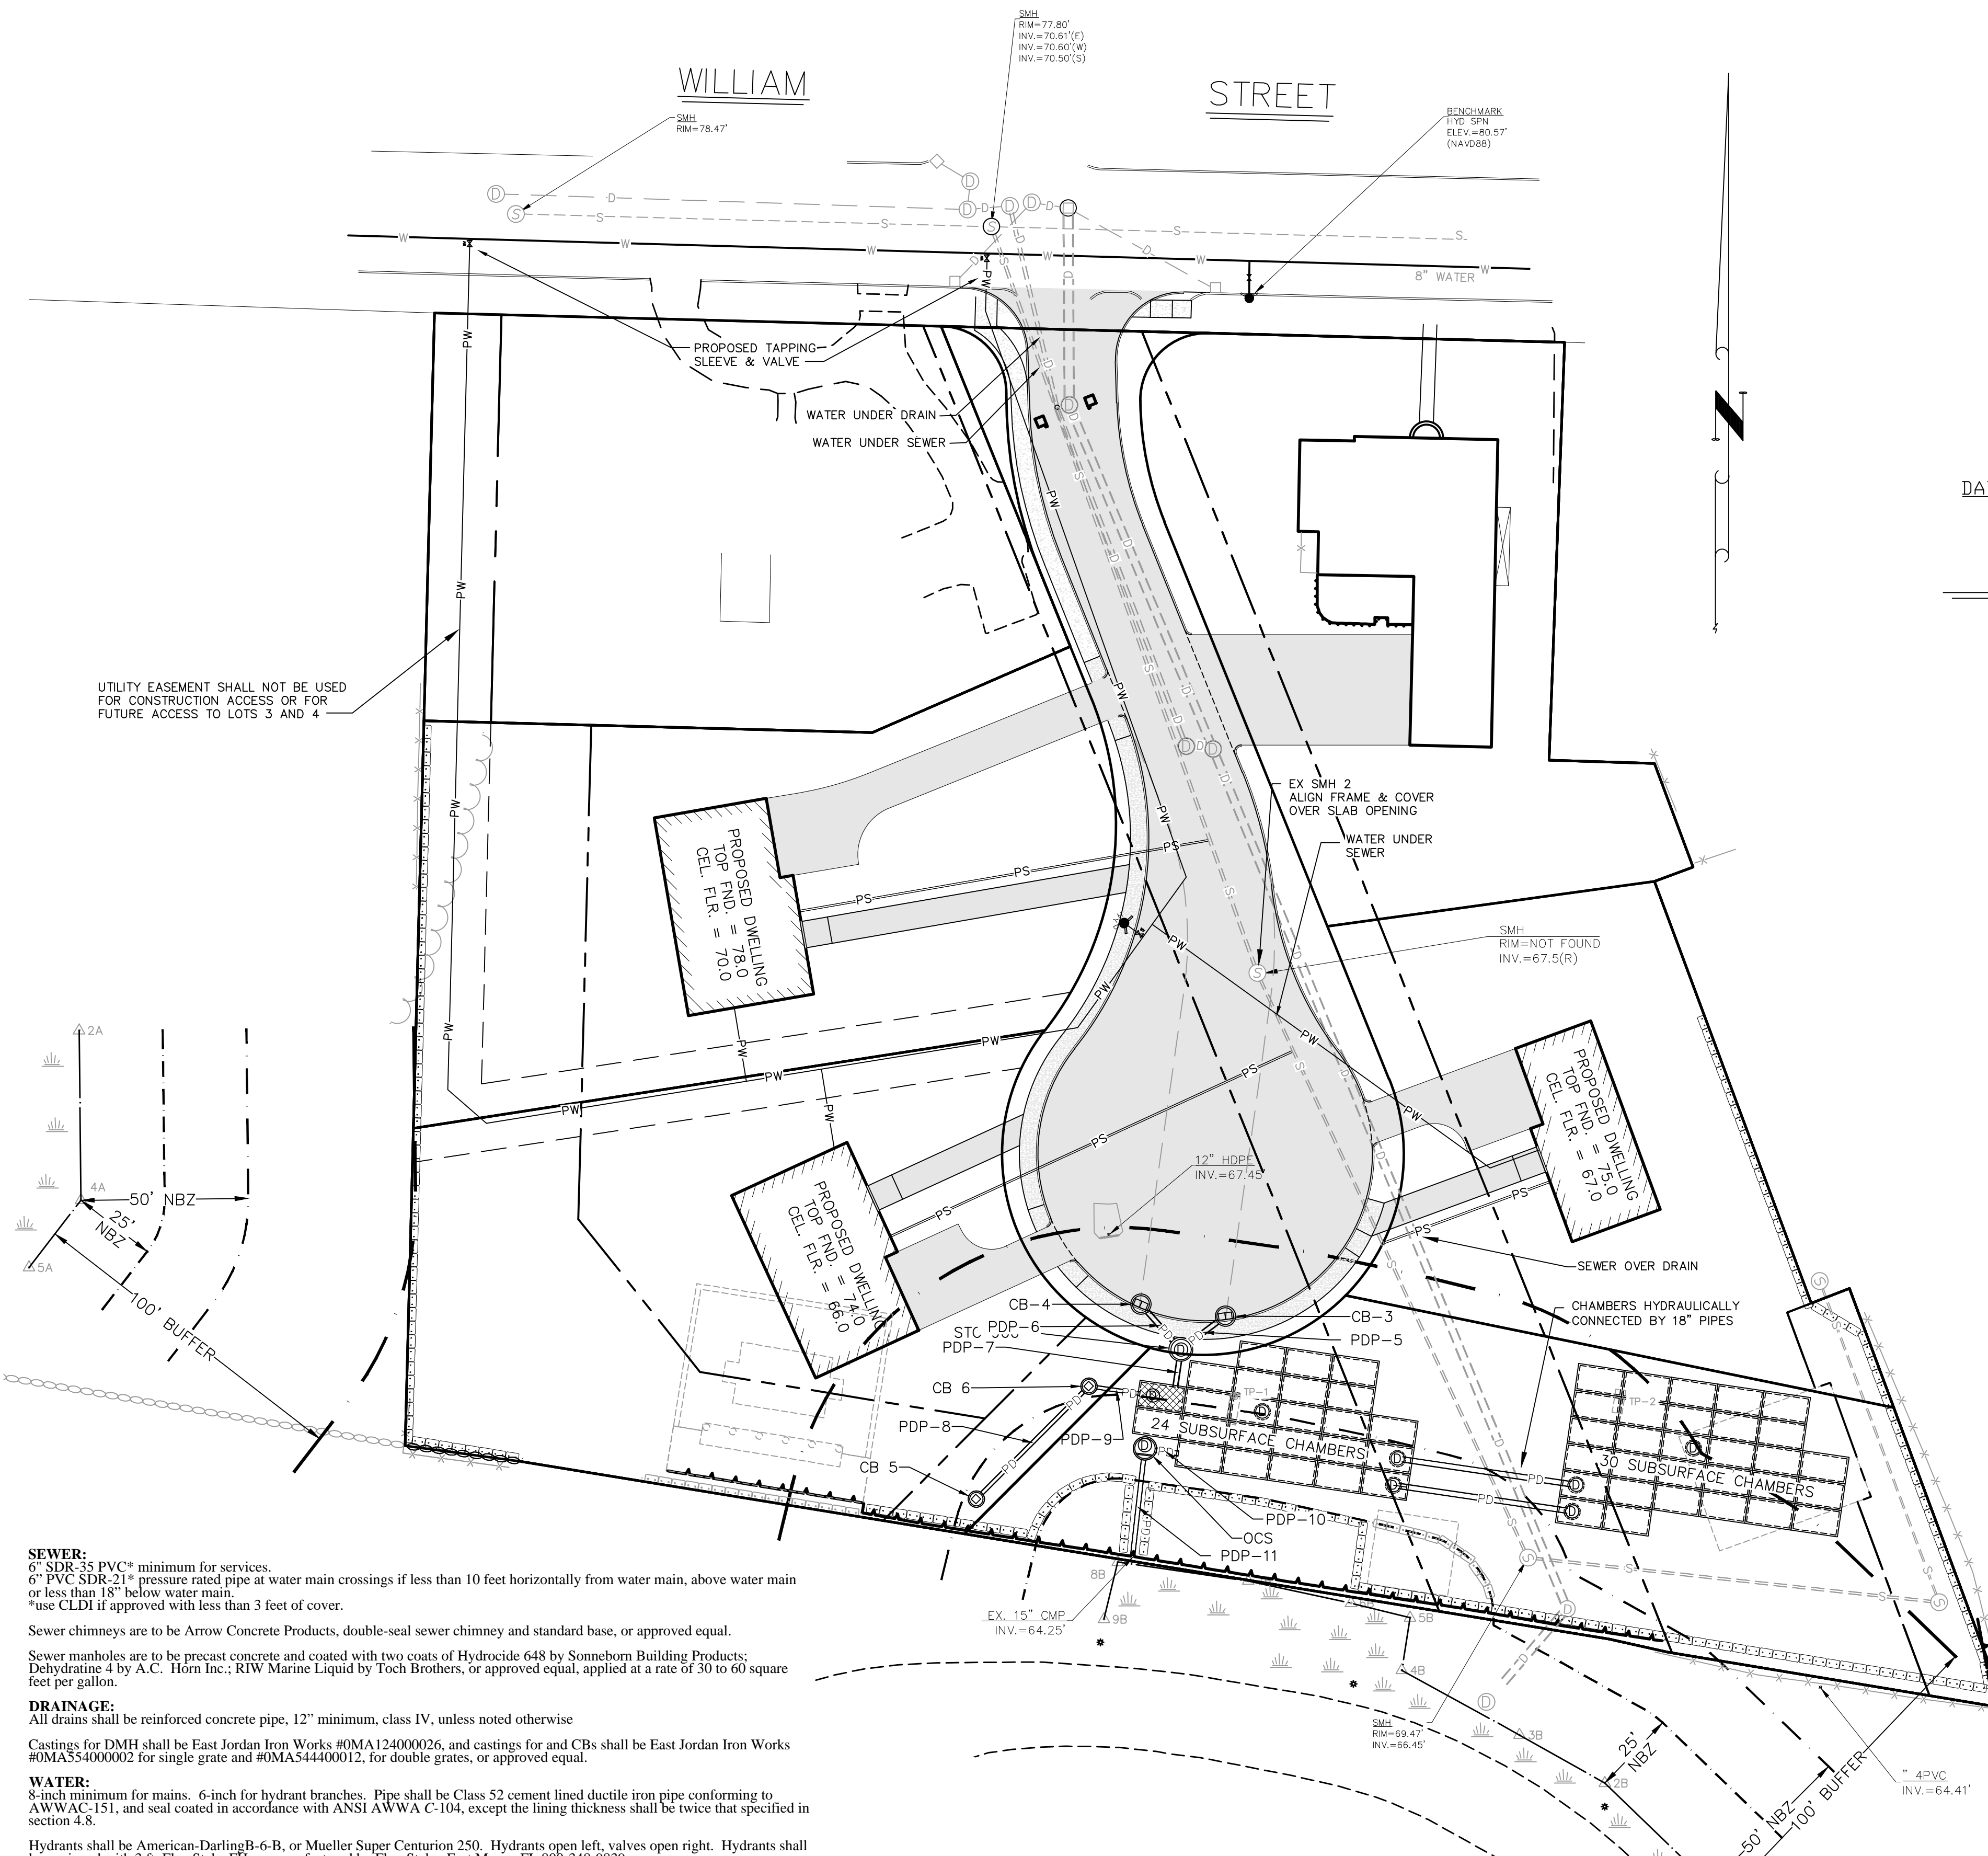 SMH
RIM=77.80'
INV.=70.61'(E)
INV.=70.60'(W)
INV.=70.50'(S)
WILLIAM
STREET
SMH
RIM=78.47'
BENCHMARK
HYD SPN
ELEV.=80.57'
(NAVD88)
8" WATER
PROPOSED TAPPING
SLEEVE & VALVE
WATER UNDER DRAIN
WATER UNDER SEWER
N
UTILITY EASEMENT SHALL NOT BE USED
FOR CONSTRUCTION ACCESS OR FOR
FUTURE ACCESS TO LOTS 3 AND 4
EX SMH 2
ALIGN FRAME & COVER
OVER SLAB OPENING
WATER UNDER
SEWER
PROPOSED DWELLING
TOP FND. = 78.0
CEL. FLR. = 70.0
SMH
RIM=NOT FOUND
INV.=67.5(R)
2A
4A
5A
50' NBZ
25'
NBZ
100' BUFFER
PROPOSED DWELLING
TOP FND. = 75.0
CEL. FLR. = 67.0
12" HDPE
INV.=67.45'
PROPOSED DWELLING
TOP FND. = 74.0
CEL. FLR. = 66.0
SEWER OVER DRAIN
CHAMBERS HYDRAULICALLY
CONNECTED BY 18" PIPES
CB-4
PDP-6
PDP-7
CB-3
PDP-5
CB 6
PDP-8
PDP-9
CB 5
TP-1
24 SUBSURFACE CHAMBERS
TP-2
30 SUBSURFACE CHAMBERS
PDP-10
OCS
PDP-11
8B
9B
6B
5B
4B
3B
2B
EX. 15" CMP
INV.=64.25'
SMH
RIM=69.47'
INV.=66.45'
25'
NBZ
50' NBZ
100' BUFFER
" 4PVC
INV.=64.41'
SEWER:
6" SDR-35 PVC* minimum for services.
6" PVC SDR-21* pressure rated pipe at water main crossings if less than 10 feet horizontally from water main, above water main
or less than 18" below water main.
*use CLDI if approved with less than 3 feet of cover.
Sewer chimneys are to be Arrow Concrete Products, double-seal sewer chimney and standard base, or approved equal.
Sewer manholes are to be precast concrete and coated with two coats of Hydrocide 648 by Sonneborn Building Products;
Dehydratine 4 by A.C. Horn Inc.; RIW Marine Liquid by Toch Brothers, or approved equal, applied at a rate of 30 to 60 square
feet per gallon.
DRAINAGE:
All drains shall be reinforced concrete pipe, 12" minimum, class IV, unless noted otherwise
Castings for DMH shall be East Jordan Iron Works #0MA124000026, and castings for and CBs shall be East Jordan Iron Works
#0MA554000002 for single grate and #0MA544400012, for double grates, or approved equal.
WATER:
8-inch minimum for mains. 6-inch for hydrant branches. Pipe shall be Class 52 cement lined ductile iron pipe conforming to
AWWAC-151, and seal coated in accordance with ANSI AWWA C-104, except the lining thickness shall be twice that specified in
section 4.8.
Hydrants shall be American-DarlingB-6-B, or Mueller Super Centurion 250. Hydrants open left, valves open right. Hydrants shall